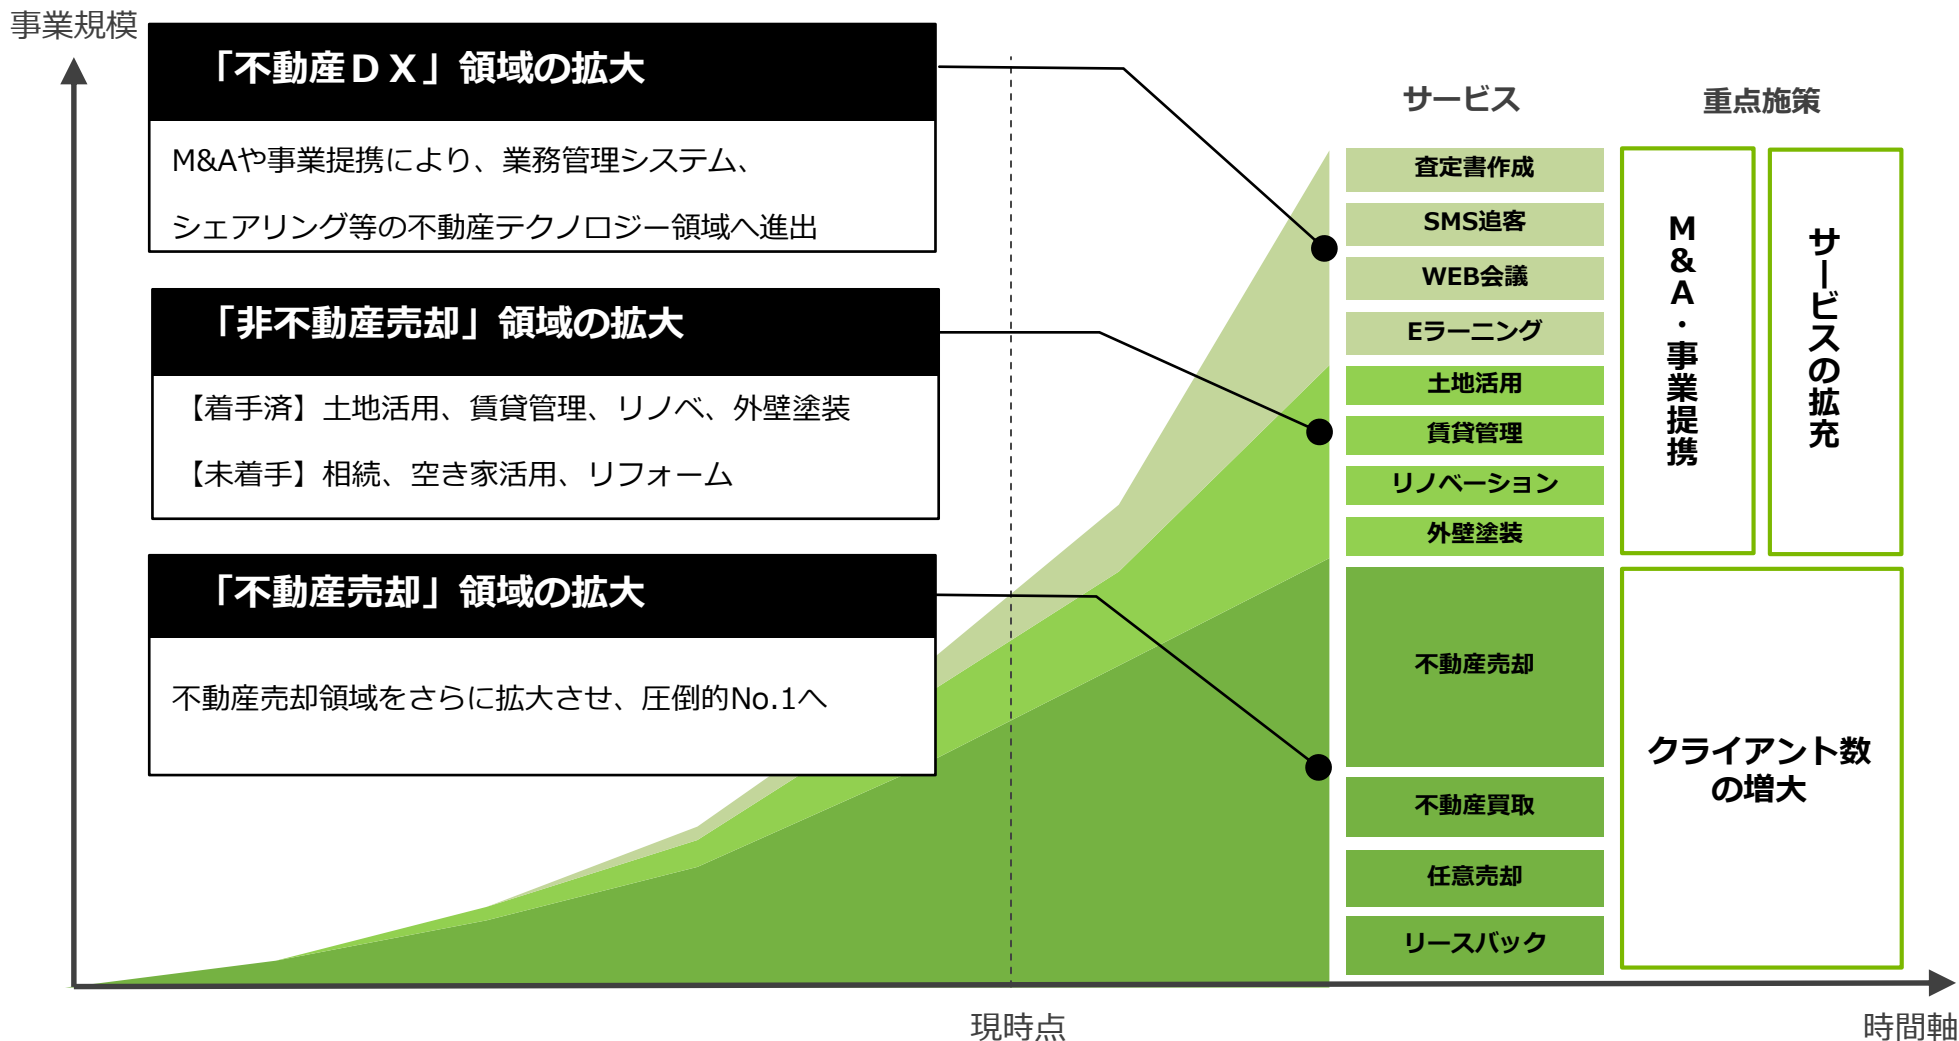 事業規模
「不動産ＤＸ」領域の拡大
M&Aや事業提携により、業務管理システム、
シェアリング等の不動産テクノロジー領域へ進出
「非不動産売却」領域の拡大
【着手済】土地活用、賃貸管理、リノベ、外壁塗装
【未着手】相続、空き家活用、リフォーム
「不動産売却」領域の拡大
不動産売却領域をさらに拡大させ、圧倒的No.1へ
サービス
査定書作成
SMS追客
WEB会議
Eラーニング
土地活用
賃貸管理
リノベーション
外壁塗装
不動産売却
不動産買取
任意売却
リースバック
重点施策
M&A・事業提携
サービスの拡充
クライアント数
の増大
現時点
時間軸